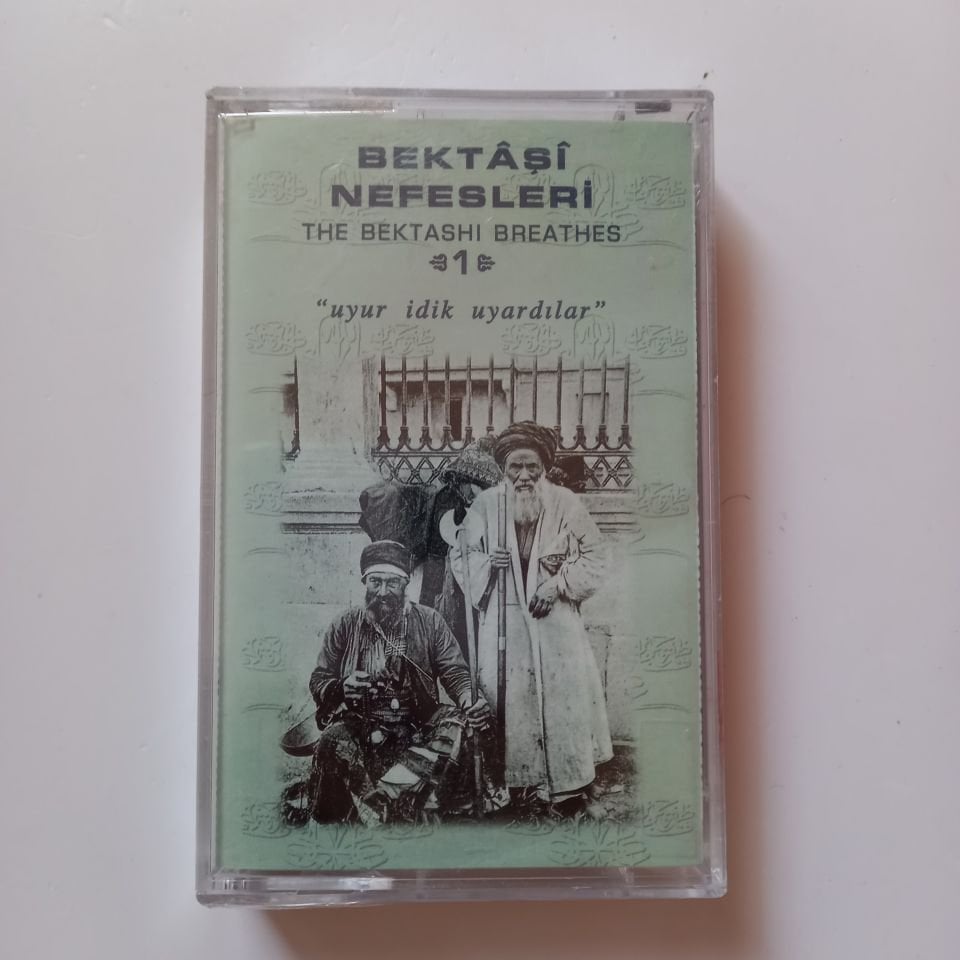 BEKTÂŞÎ
NEFESLERİ
THE BEKTASHI BREATHES
1
“uyur idik uyardılar”